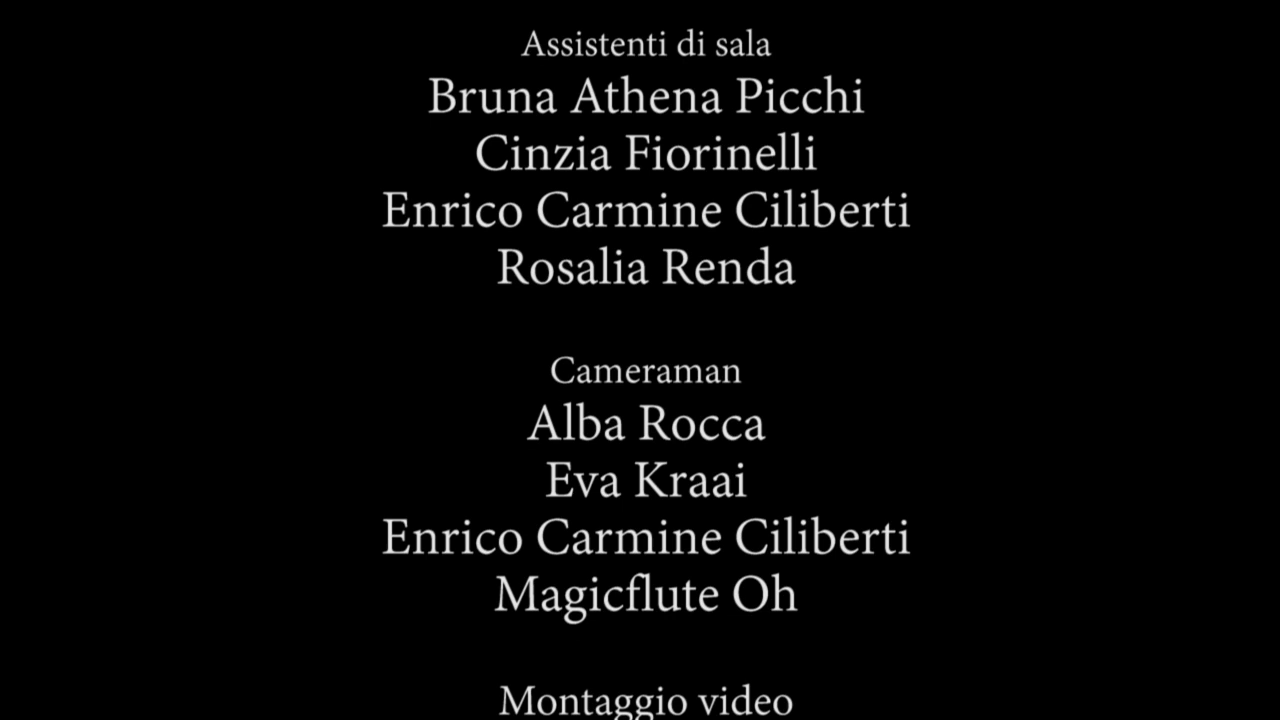 Assistenti di sala
Bruna Athena Picchi
Cinzia Fiorinelli
Enrico Carmine Ciliberti
Rosalia Renda
Cameraman
Alba Rocca
Eva Kraai
Enrico Carmine Ciliberti
Magicflute Oh
Montaggio video